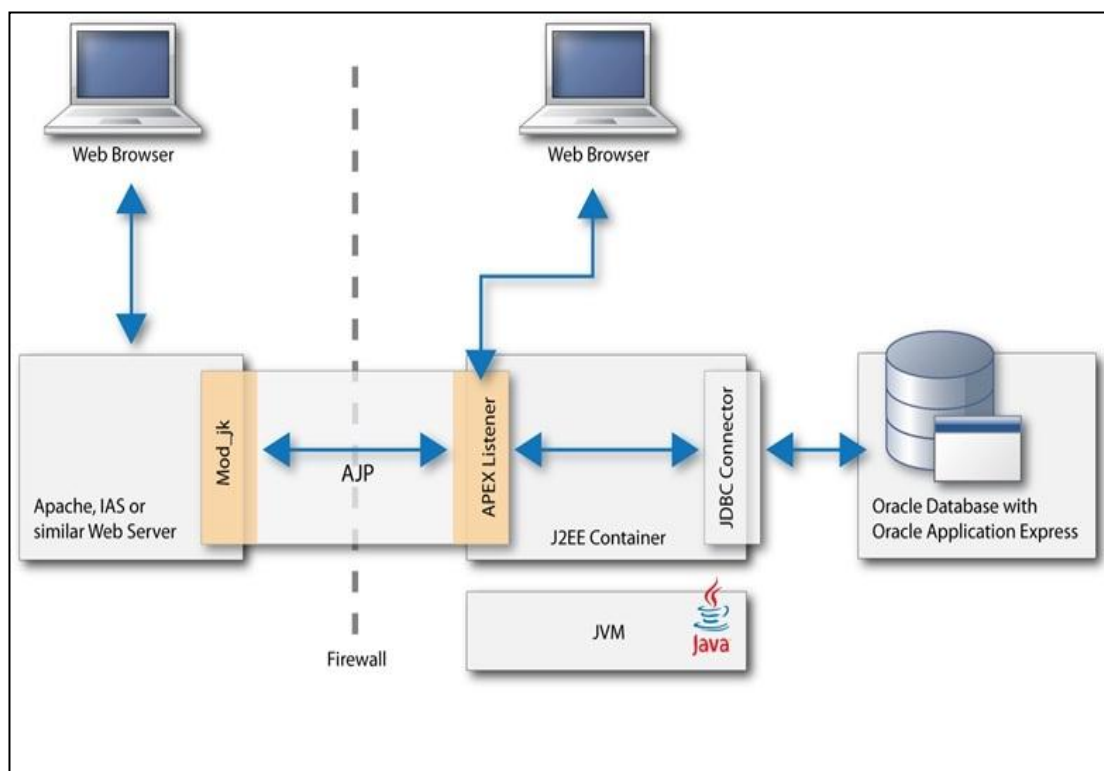 Web Browser
Web Browser
Mod_jk
AJP
APEX Listener
JDBC Connector
Apache, IAS or
similar Web Server
J2EE Container
Oracle Database with
Oracle Application Express
JVM
Java
Firewall